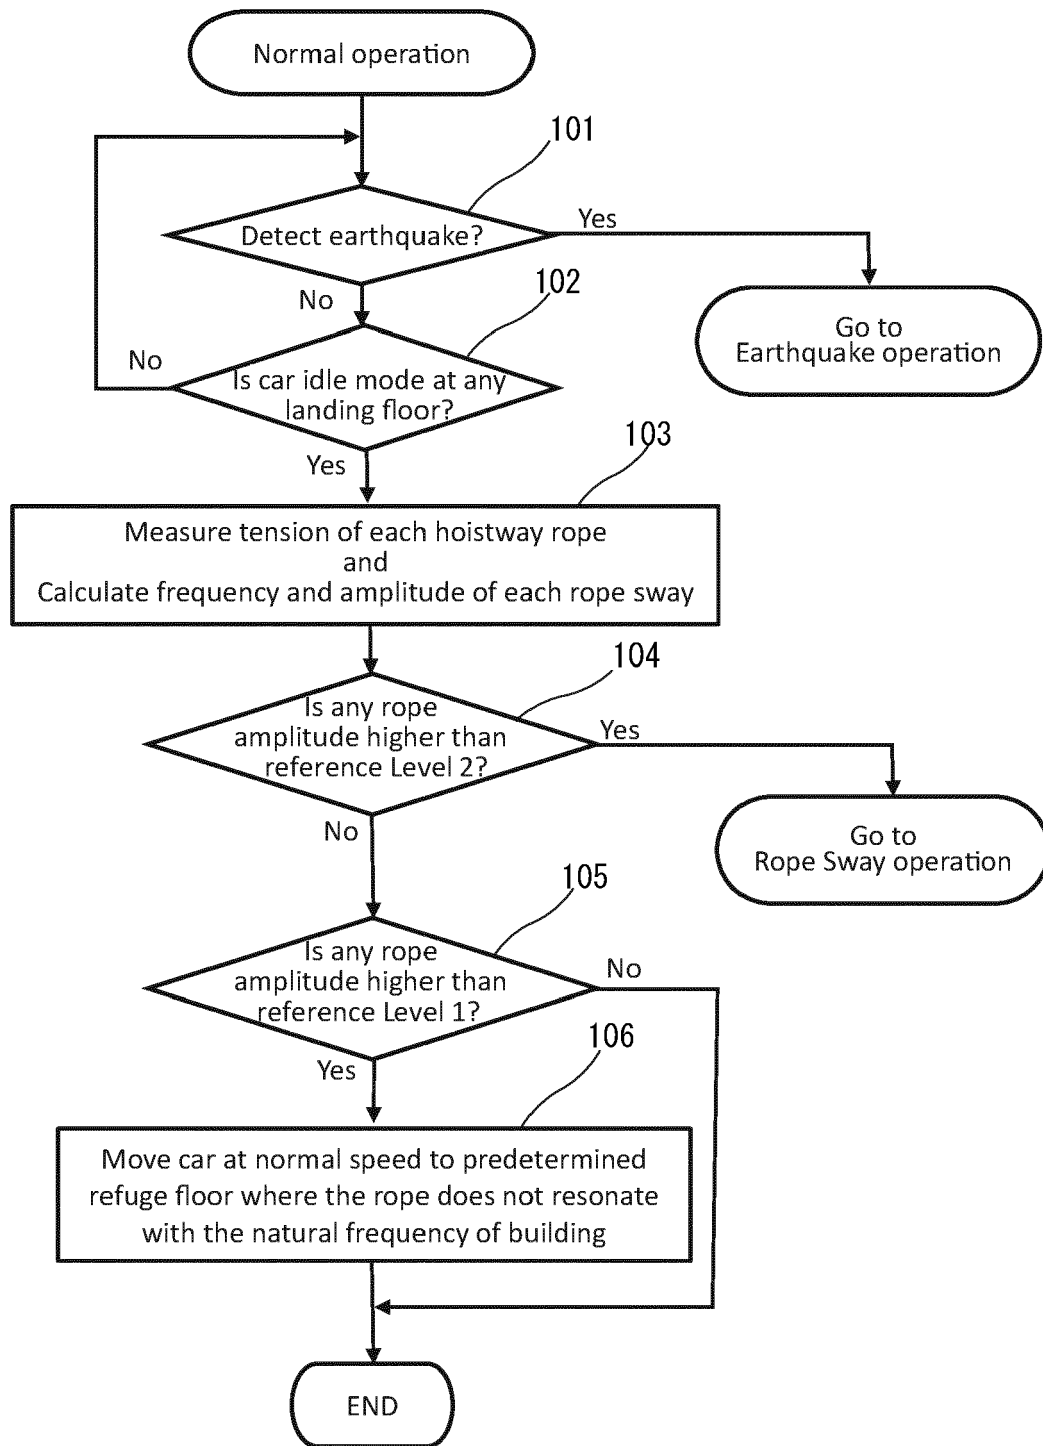 Normal operation
101
Detect earthquake?
Yes
No
102
Go to
Earthquake operation
No
Is car idle mode at any
landing floor?
Yes
103
Measure tension of each hoistway rope
and
Calculate frequency and amplitude of each rope sway
104
Is any rope
amplitude higher than
reference Level 2?
Yes
No
Go to
Rope Sway operation
105
Is any rope
amplitude higher than
reference Level 1?
No
Yes
106
Move car at normal speed to predetermined
refuge floor where the rope does not resonate
with the natural frequency of building
END